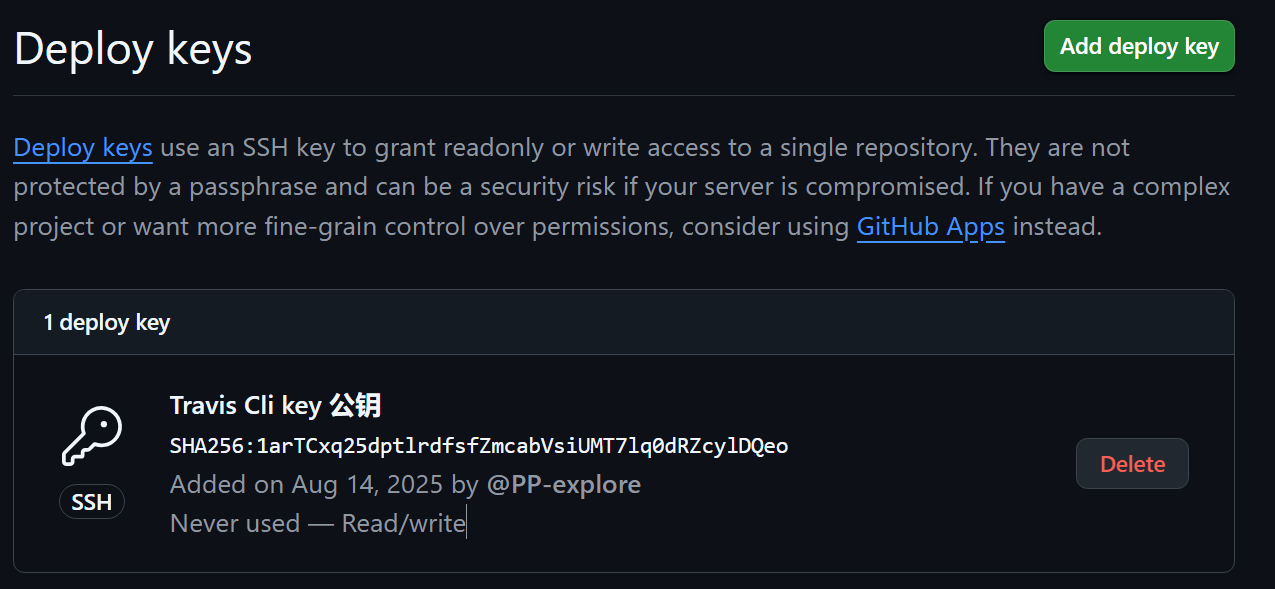 Deploy keys
Add deploy key
Deploy keys use an SSH key to grant readonly or write access to a single repository. They are not
protected by a passphrase and can be a security risk if your server is compromised. If you have a complex
project or want more fine-grain control over permissions, consider using GitHub Apps instead.
1 deploy key
Travis Cli key 公钥
SHA256:1arTCxq25dptlrdfsfZmcabVsiUMT7lq0dRZcylDQeo
Added on Aug 14, 2025 by @PP-explore
Never used — Read/write
SSH
Delete